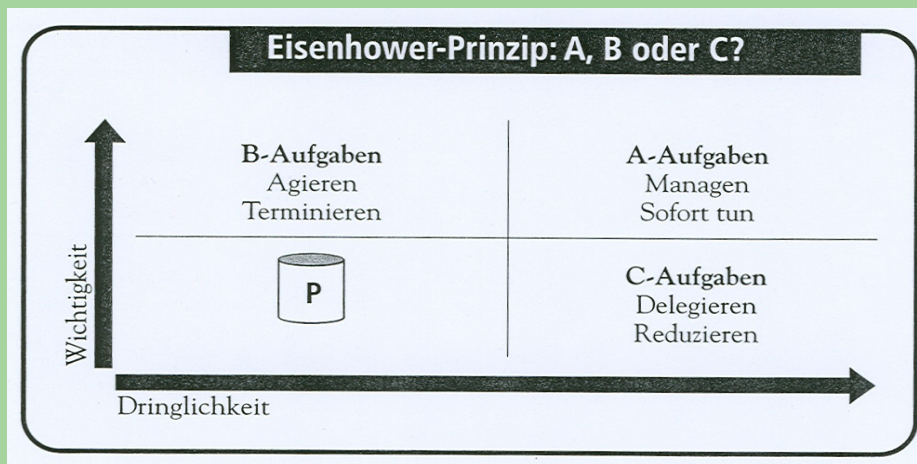 Eisenhower-Prinzip: A, B oder C?
B-Aufgaben
Agieren
Terminieren
A-Aufgaben
Managen
Sofort tun
P
C-Aufgaben
Delegieren
Reduzieren
Wichtigkeit
Dringlichkeit